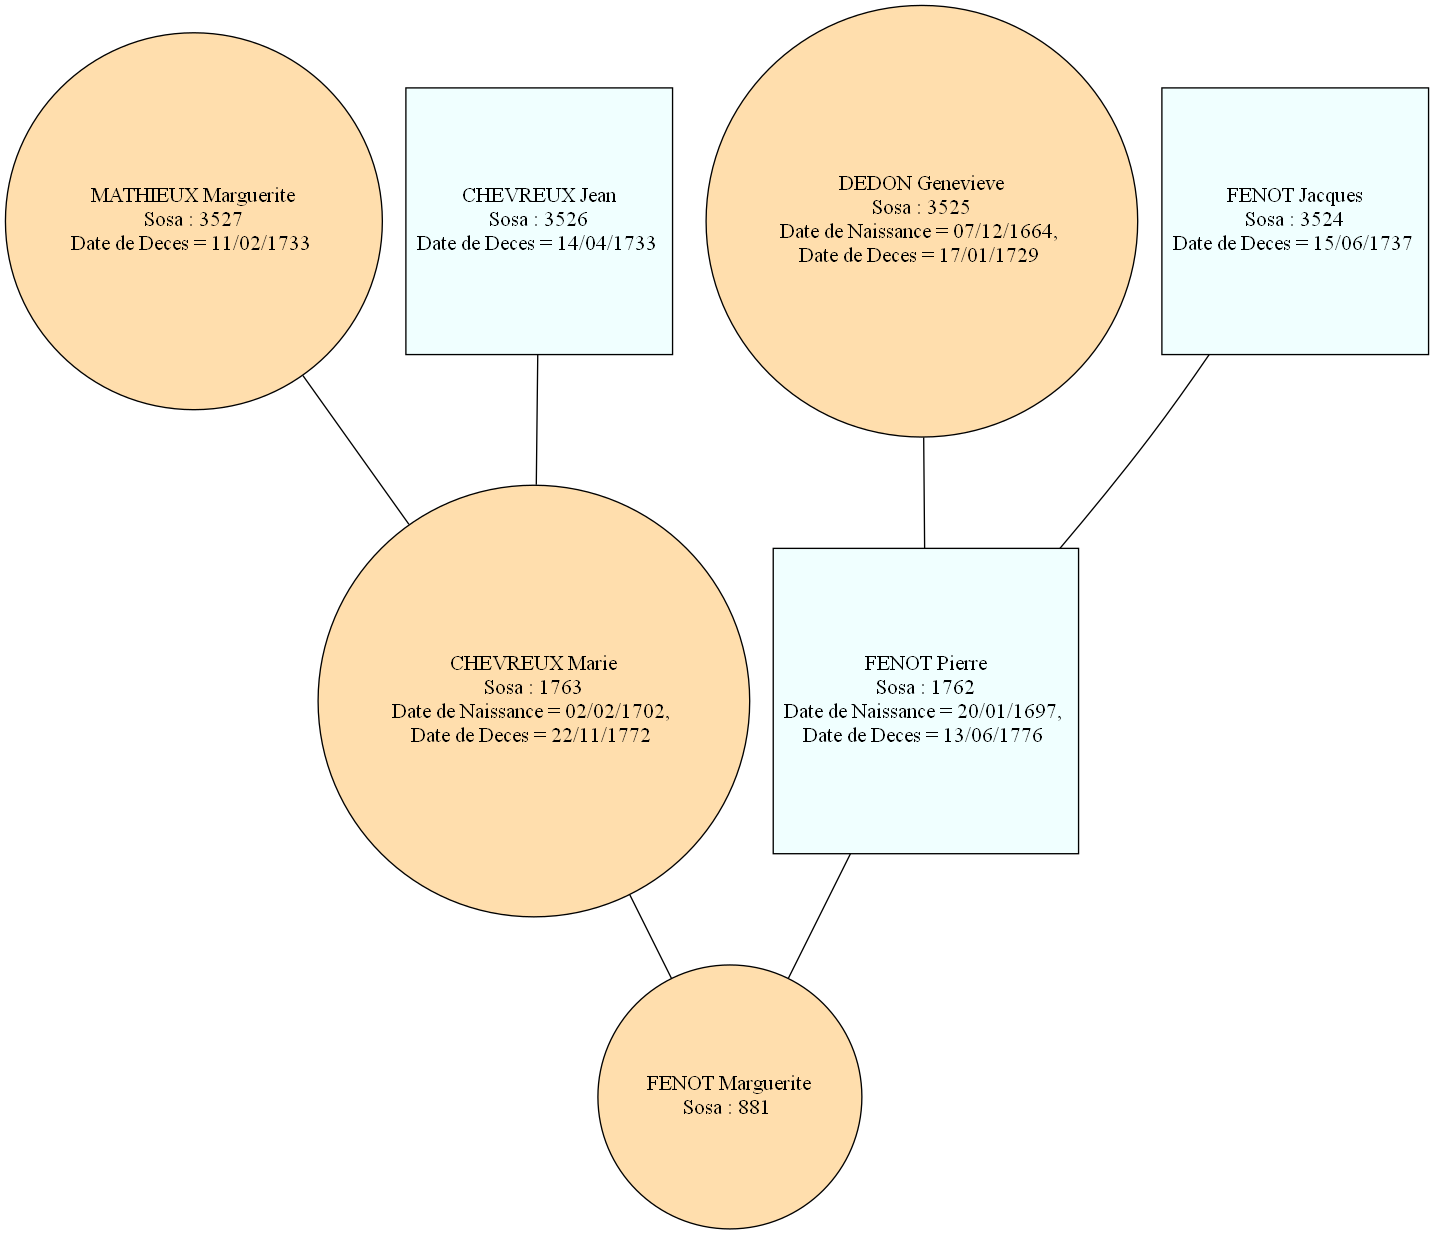 MATHIEUX Marguerite
Sosa : 3527
Date de Deces = 11/02/1733
CHEVREUX Jean
Sosa : 3526
Date de Deces = 14/04/1733
DEDON Genevieve
Sosa : 3525
Date de Naissance = 07/12/1664,
Date de Deces = 17/01/1729
FENOT Jacques
Sosa : 3524
Date de Deces = 15/06/1737
CHEVREUX Marie
Sosa : 1763
Date de Naissance = 02/02/1702,
Date de Deces = 22/11/1772
FENOT Pierre
Sosa : 1762
Date de Naissance = 20/01/1697,
Date de Deces = 13/06/1776
FENOT Marguerite
Sosa : 881